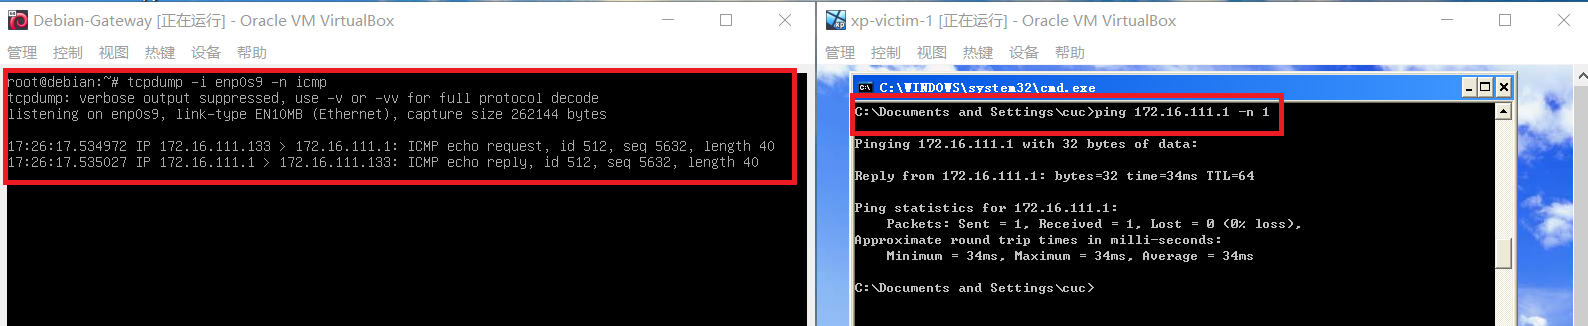 Debian-Gateway [正在运行] - Oracle VM VirtualBox
管理 控制 视图 热键 设备 帮助
root@debian:~# tcpdump -i enp0s9 -n icmp
tcpdump: verbose output suppressed, use -v or -vv for full protocol decode
listening on enp0s9, link-type EN10MB (Ethernet), capture size 262144 bytes
17:26:17.534972 IP 172.16.111.133 > 172.16.111.1: ICMP echo request, id 512, seq 5632, length 40
17:26:17.535027 IP 172.16.111.1 > 172.16.111.133: ICMP echo reply, id 512, seq 5632, length 40
xp-victim-1 [正在运行] - Oracle VM VirtualBox
管理 控制 视图 热键 设备 帮助
C:\WINDOWS\system32\cmd.exe
C:\Documents and Settings\cuc>ping 172.16.111.1 -n 1
Pinging 172.16.111.1 with 32 bytes of data:
Reply from 172.16.111.1: bytes=32 time=34ms TTL=64
Ping statistics for 172.16.111.1:
Packets: Sent = 1, Received = 1, Lost = 0 (0% loss),
Approximate round trip times in milli-seconds:
Minimum = 34ms, Maximum = 34ms, Average = 34ms
C:\Documents and Settings\cuc>